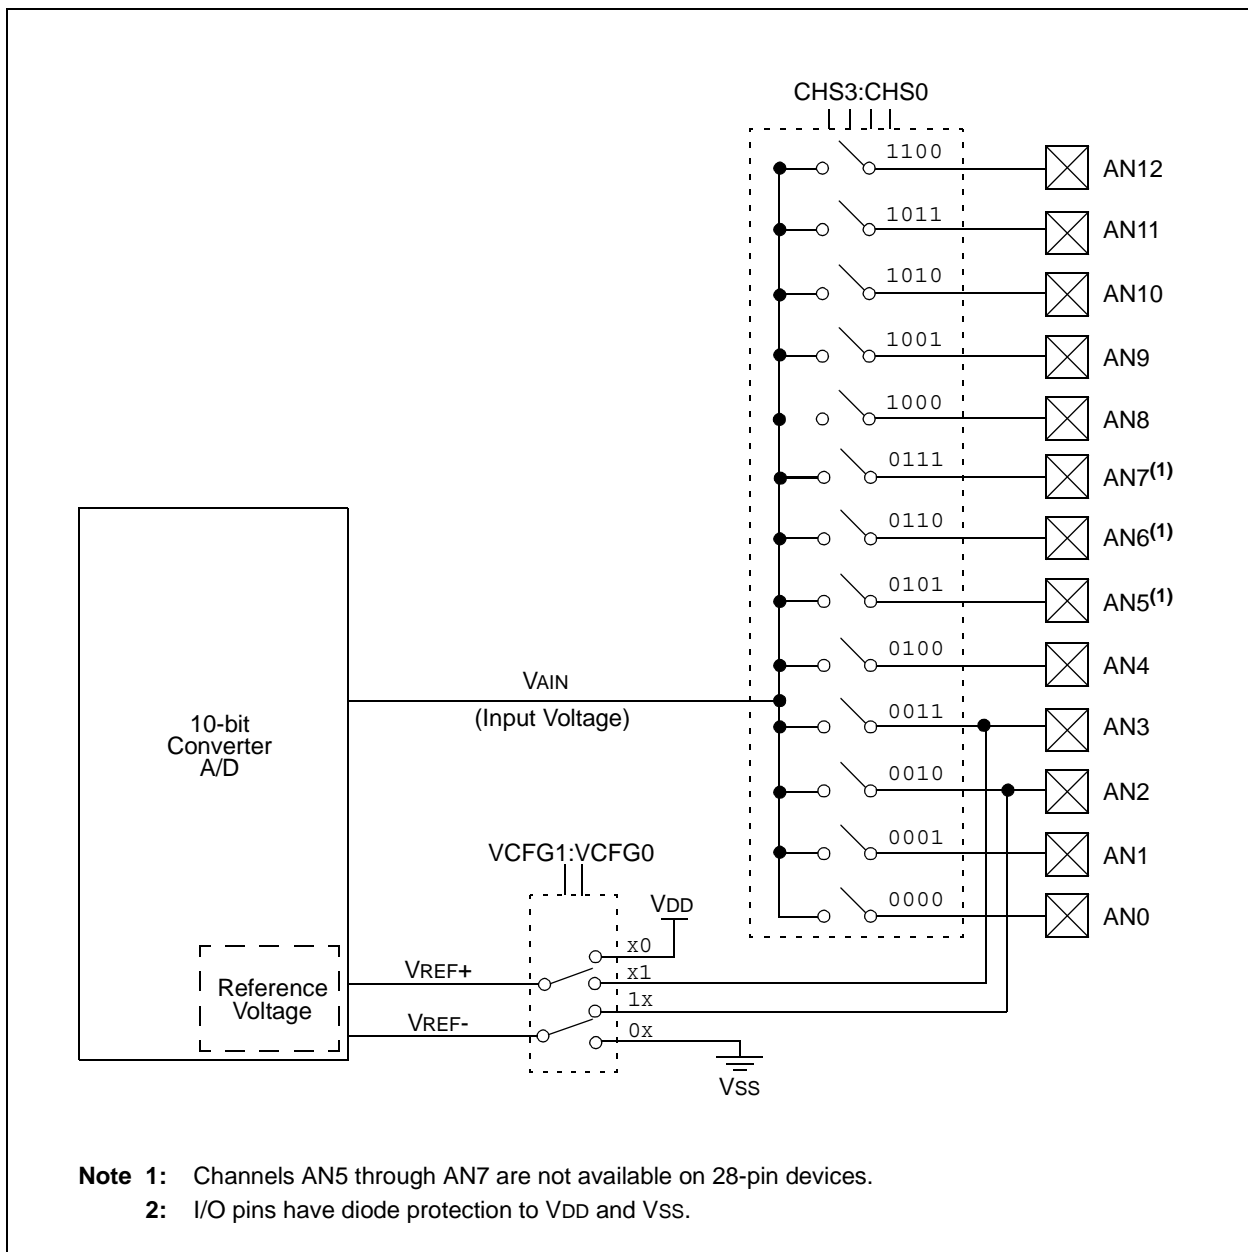 CHS3:CHS0
1100
AN12
1011
AN11
1010
AN10
1001
AN9
1000
AN8
0111
AN7(1)
0110
AN6(1)
0101
AN5(1)
0100
AN4
VAIN
(Input Voltage)
0011
AN3
10-bit
Converter
A/D
0010
AN2
0001
AN1
VCFG1:VCFG0
0000
AN0
VDD
x0
VREF+
x1
Reference
Voltage
1x
VREF-
0x
VSS
Note 1: Channels AN5 through AN7 are not available on 28-pin devices.
2: I/O pins have diode protection to VDD and VSS.